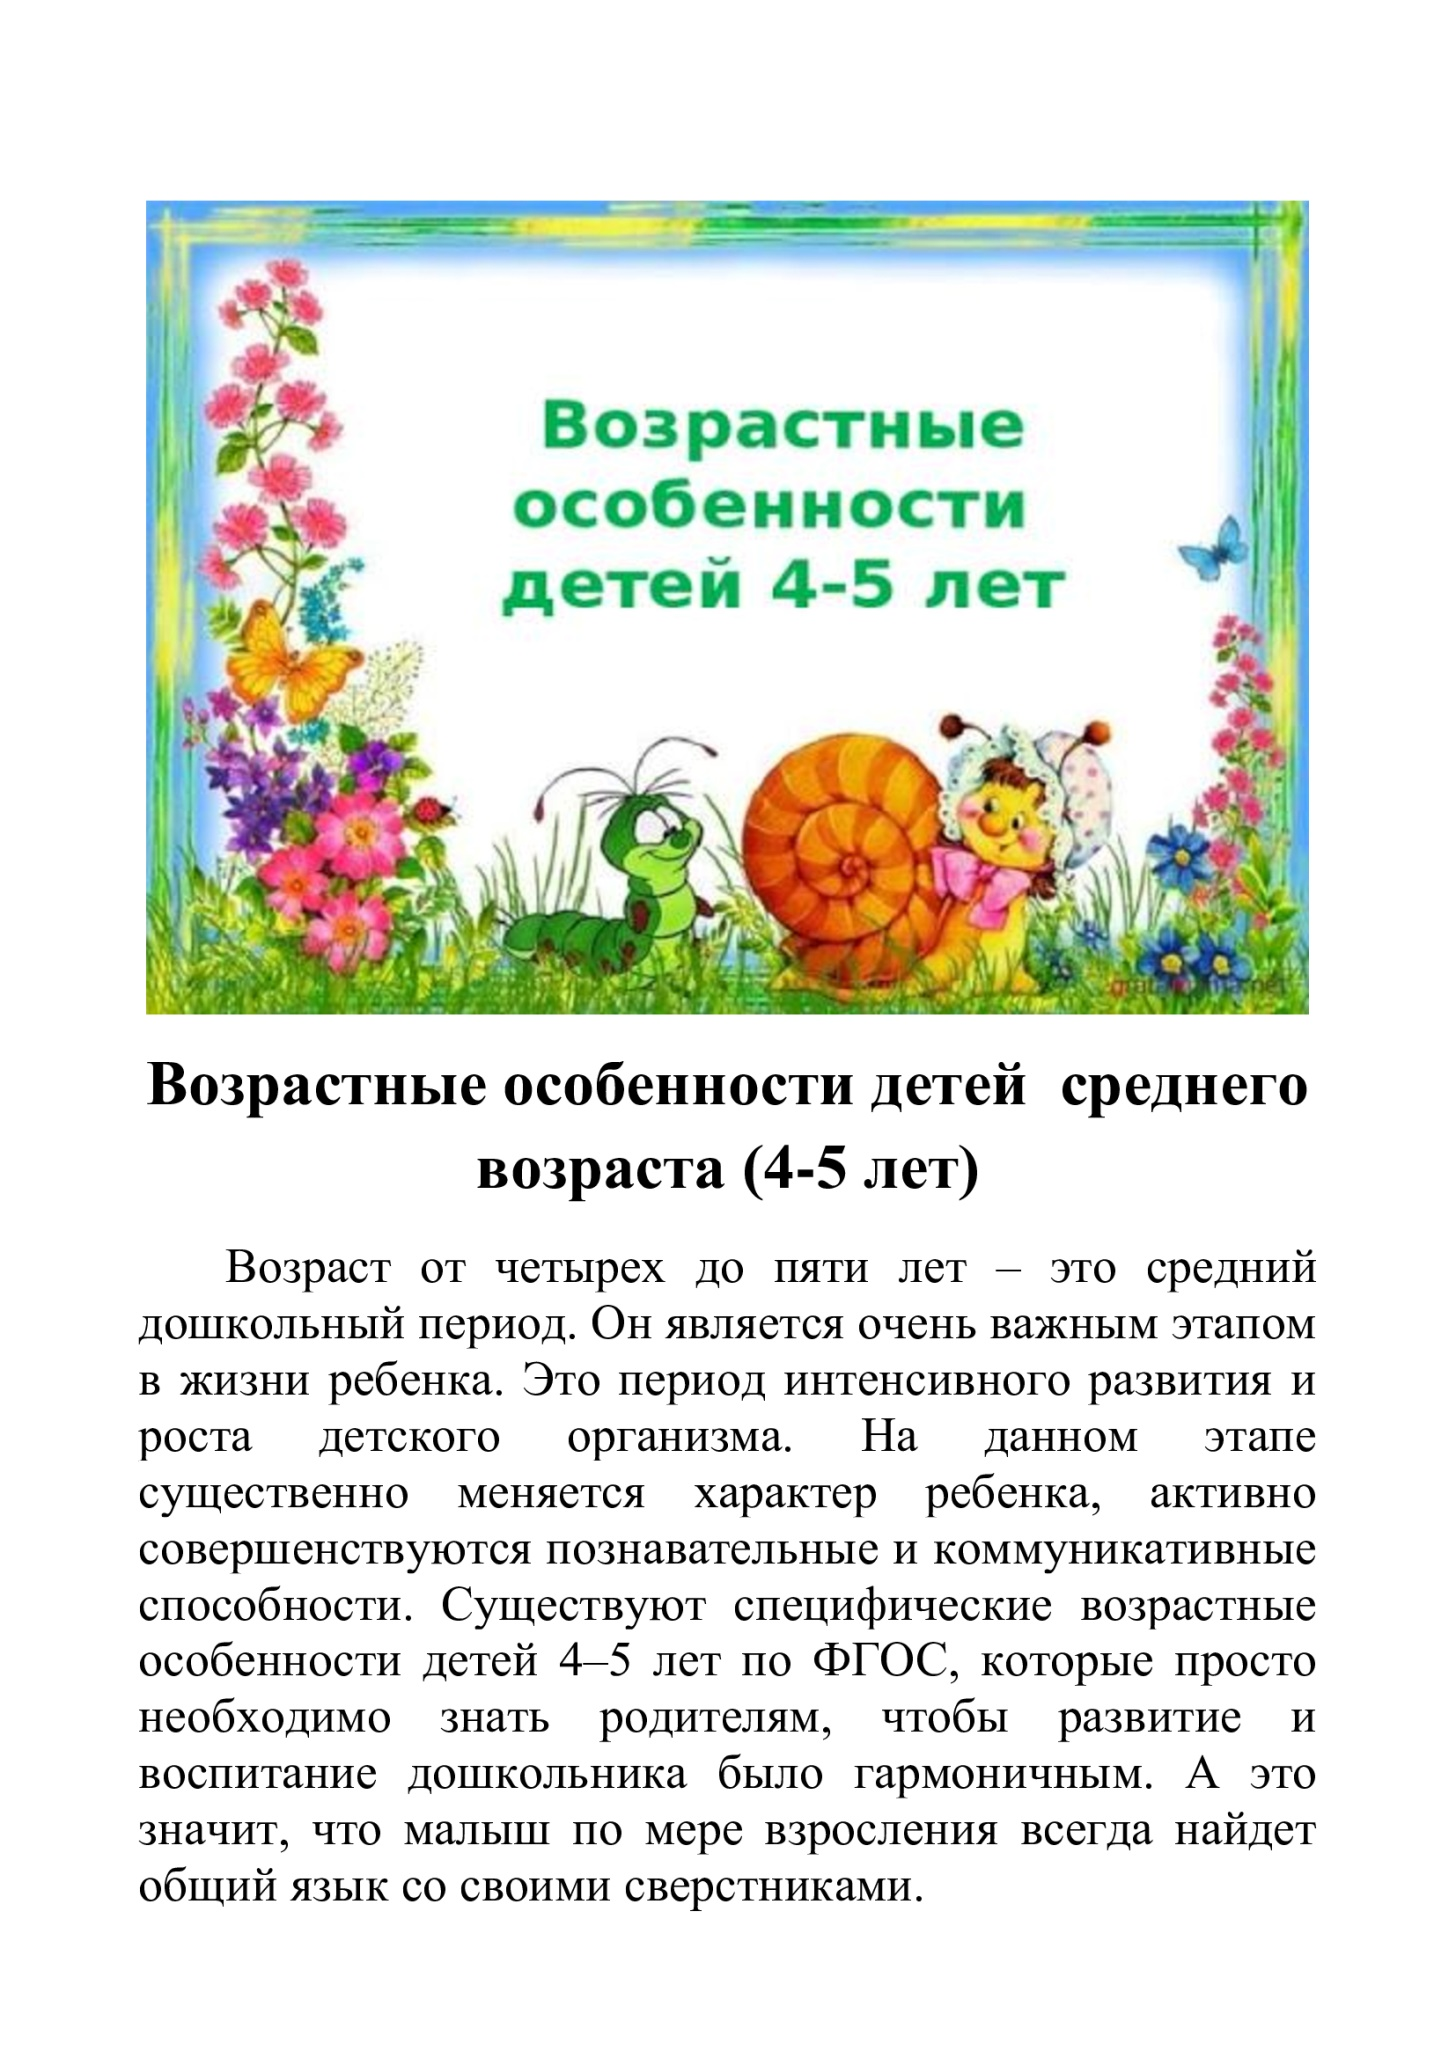 Возрастные
особенности
детей 4-5 лет
Возрастные особенности детей среднего
возраста (4-5 лет)
Возраст от четырех до пяти лет – это средний
дошкольный период. Он является очень важным этапом
в жизни ребенка. Это период интенсивного развития и
роста детского организма. На данном этапе
существенно меняется характер ребенка, активно
совершенствуются познавательные и коммуникативные
способности. Существуют специфические возрастные
особенности детей 4–5 лет по ФГОС, которые просто
необходимо знать родителям, чтобы развитие и
воспитание дошкольника было гармоничным. А это
значит, что малыш по мере взросления всегда найдет
общий язык со своими сверстниками.